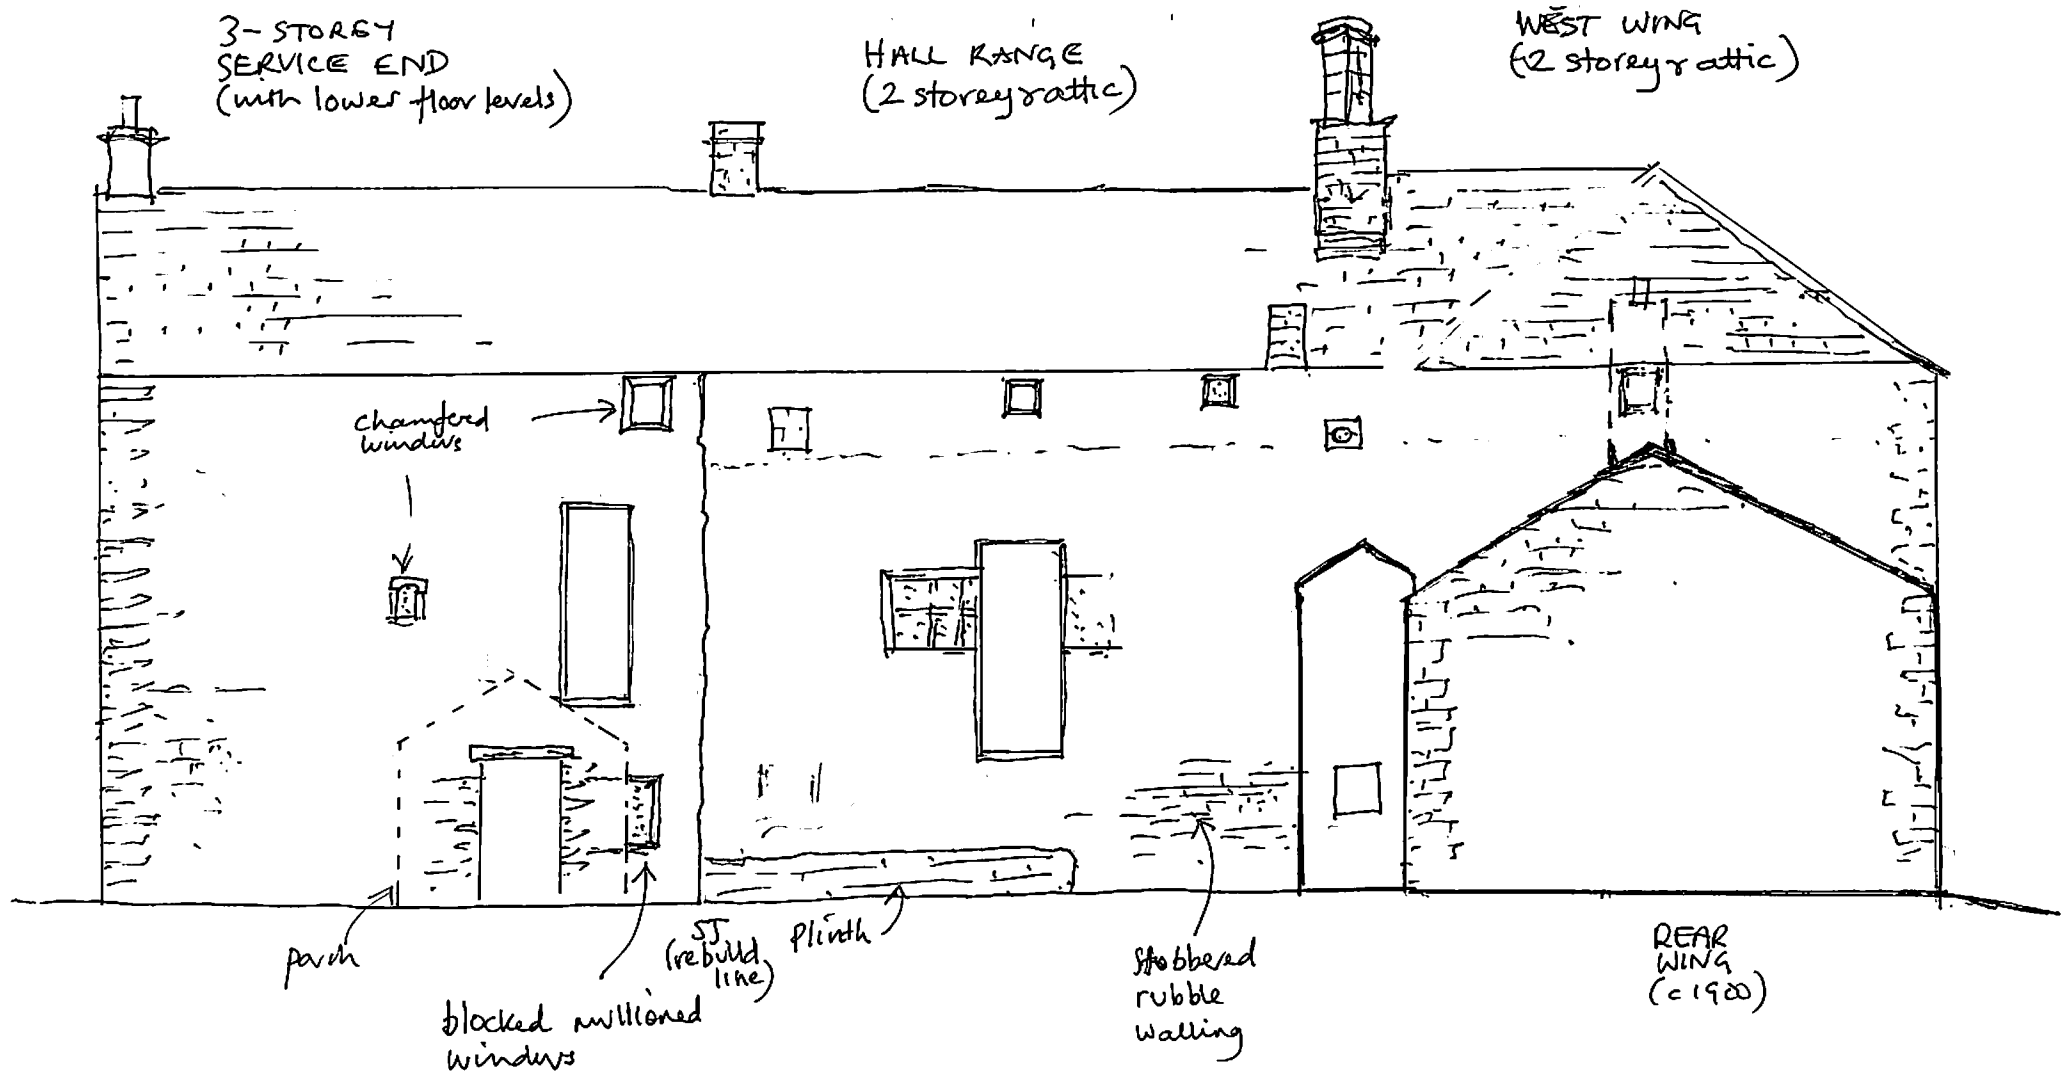 3-STOREY
SERVICE END
(with lower floor levels)
HALL RANGE
(2 storey + attic)
WEST WING
(2 storey + attic)
chamfered
windows
porch
blocked mullioned
windows
SJ
(rebuild
line)
plinth
stobbered
rubble
walling
REAR
WING
(c 1900)